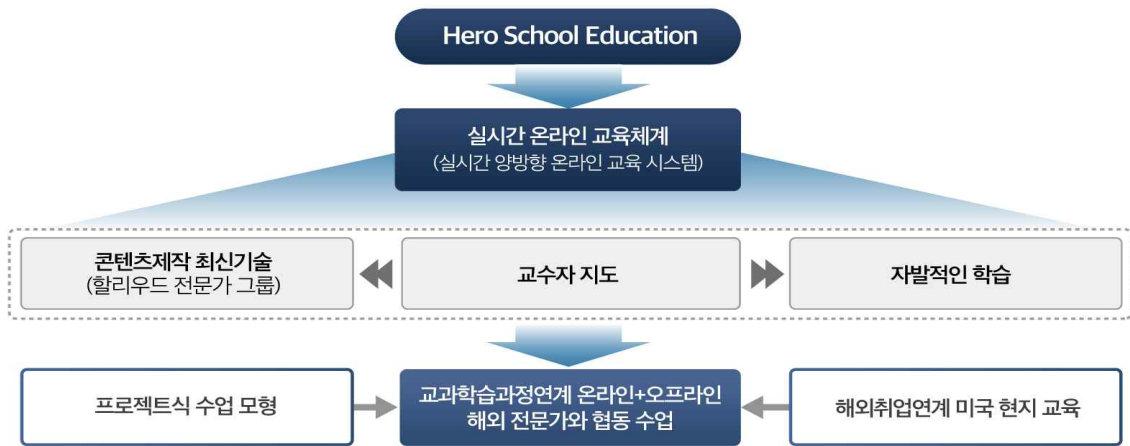 Hero School Education
실시간 온라인 교육체계
(실시간 양방향 온라인 교육 시스템)
콘텐츠제작 최신기술
(할리우드 전문가 그룹)
교수자 지도
자발적인 학습
프로젝트식 수업 모형
교과학습과정연계 온라인+오프라인
해외 전문가와 협동 수업
해외취업연계 미국 현지 교육